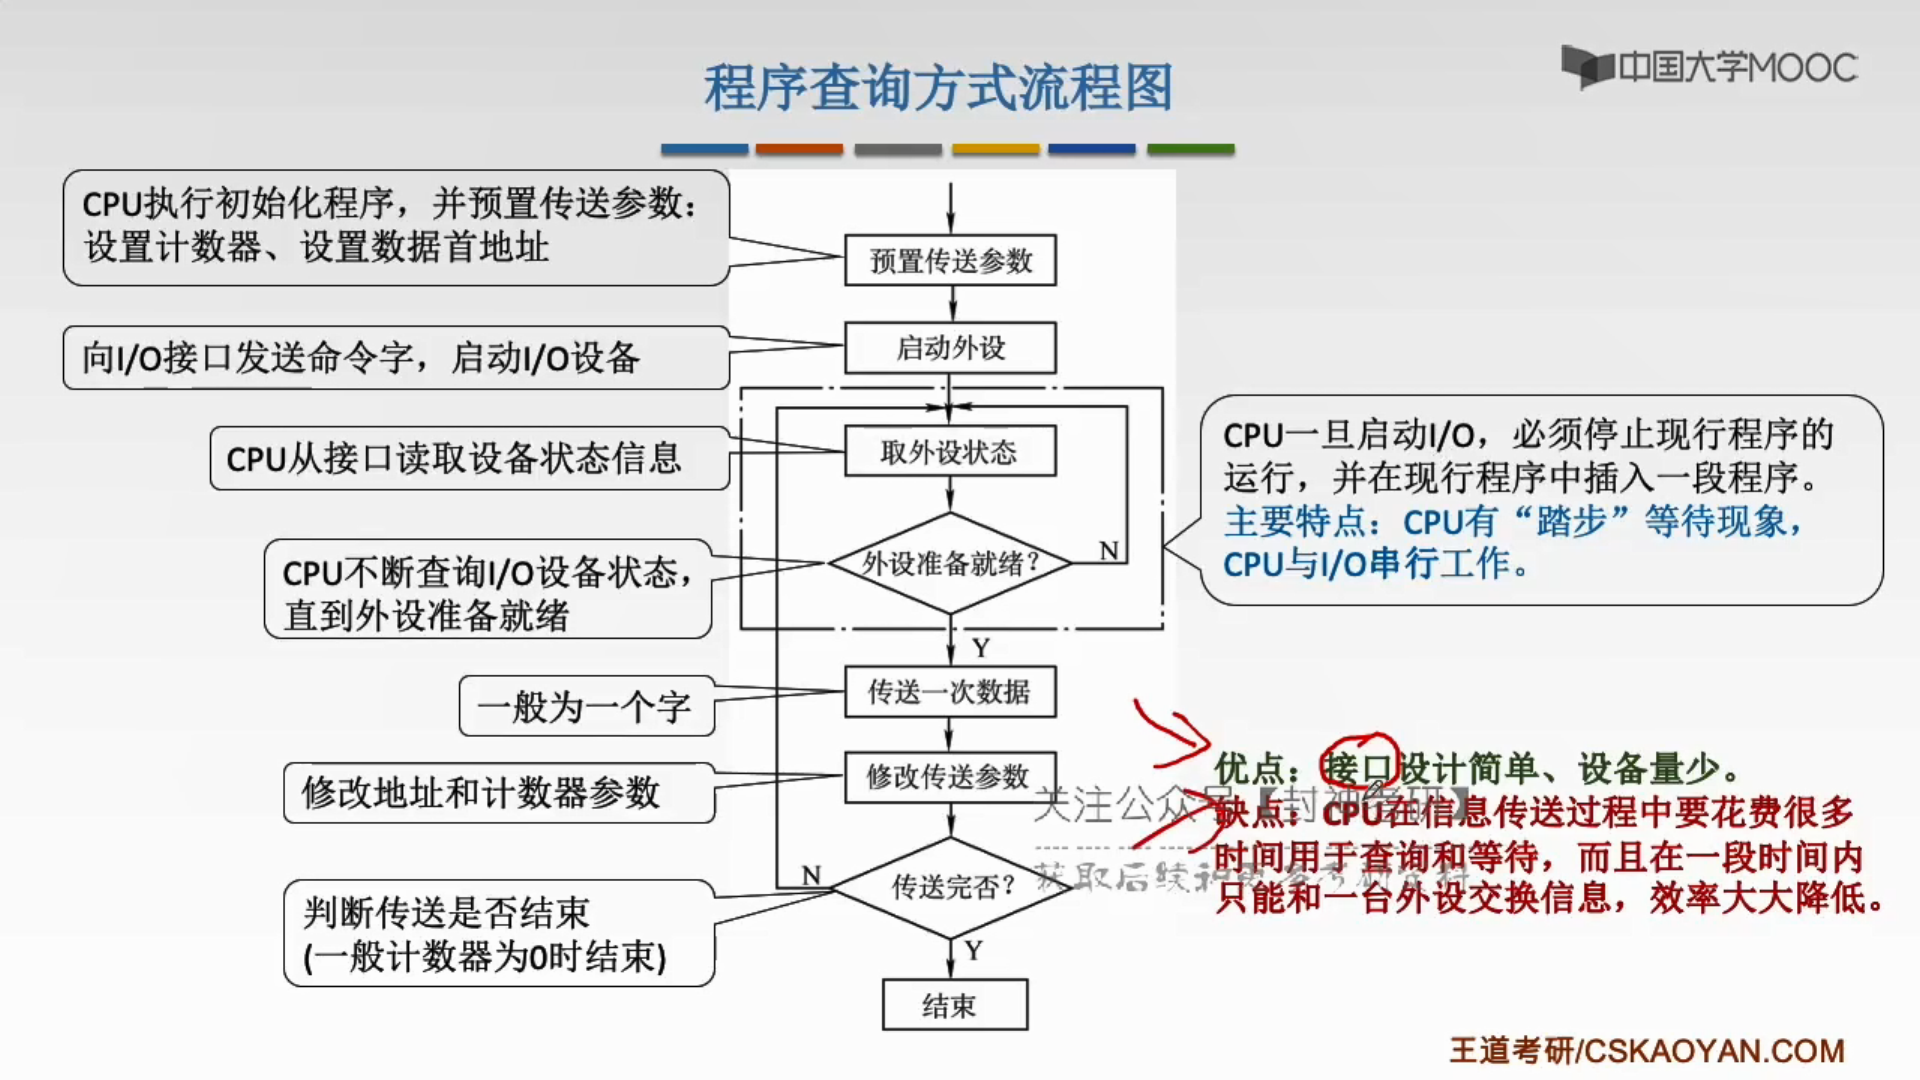 中国大学MOOC
程序查询方式流程图
CPU执行初始化程序，并预置传送参数：
设置计数器、设置数据首地址
预置传送参数
向I/O接口发送命令字，启动I/O设备
启动外设
CPU从接口读取设备状态信息
取外设状态
CPU一旦启动I/O，必须停止现行程序的
运行，并在现行程序中插入一段程序。
主要特点：CPU有“踏步”等待现象，
CPU与I/O串行工作。
CPU不断查询I/O设备状态，
直到外设准备就绪
外设准备就绪？
N
Y
一般为一个字
传送一次数据
修改地址和计数器参数
修改传送参数
优点：接口设计简单、设备量少。
缺点：CPU在信息传送过程中要花费很多
时间用于查询和等待，而且在一段时间内
只能和一台外设交换信息，效率大大降低。
关注公众号【封神考研】
判断传送是否结束
(一般计数器为0时结束)
N
传送完否？
Y
结束
王道考研/CSKAOYAN.COM